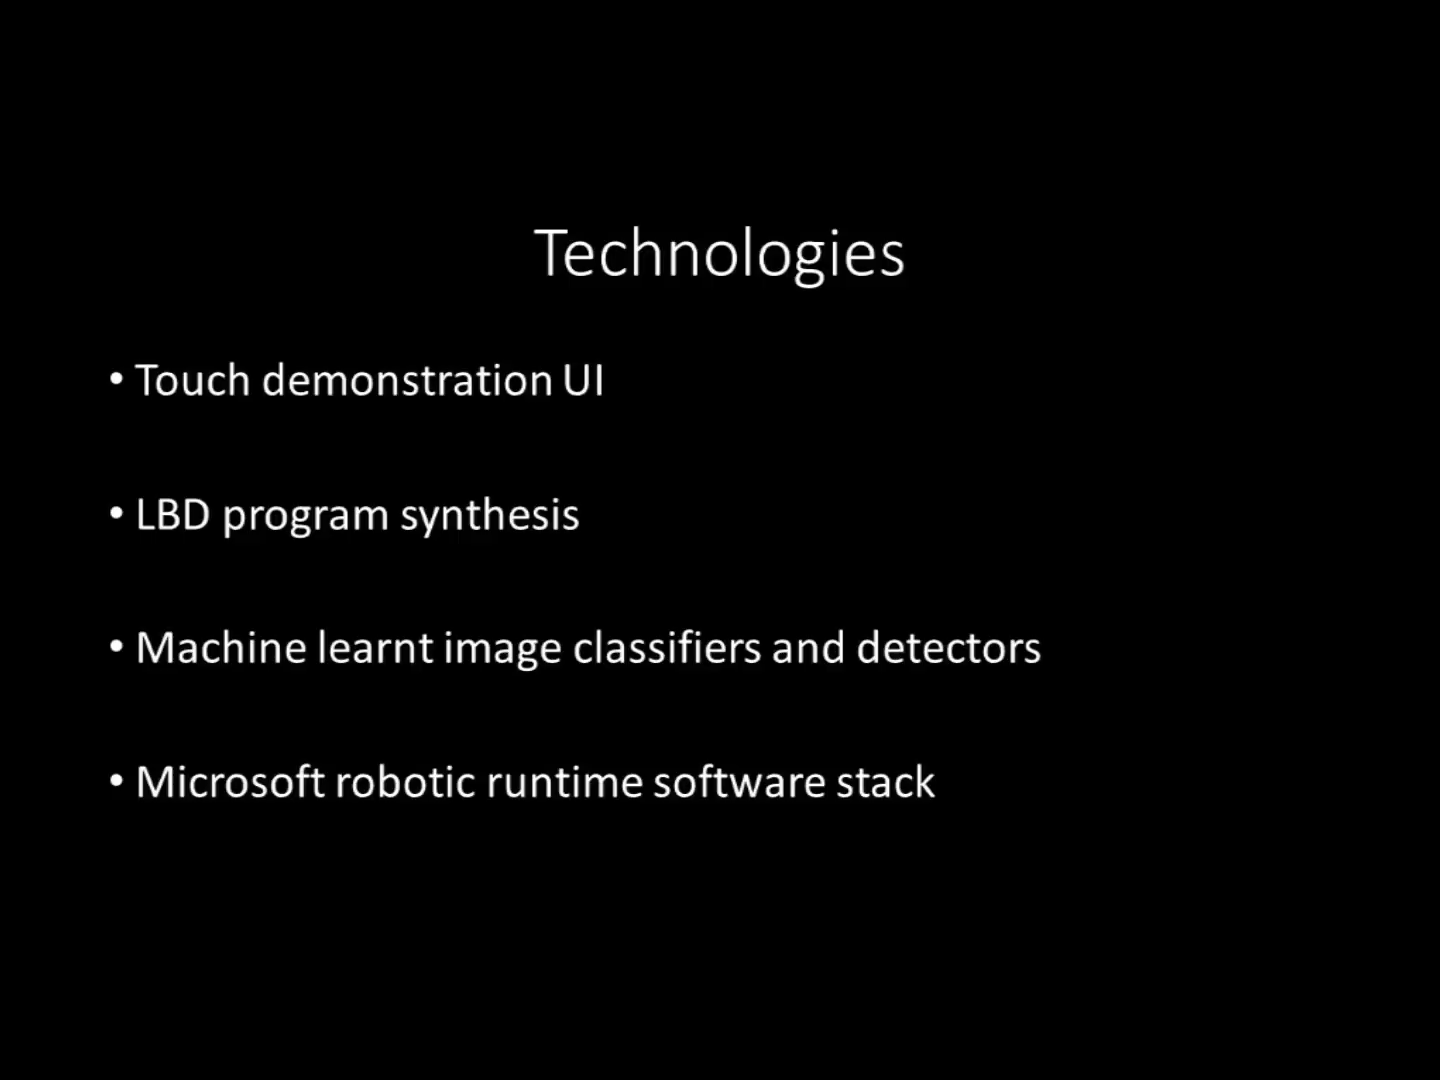 Technologies
• Touch demonstration UI
• LBD program synthesis
• Machine learnt image classifiers and detectors
• Microsoft robotic runtime software stack